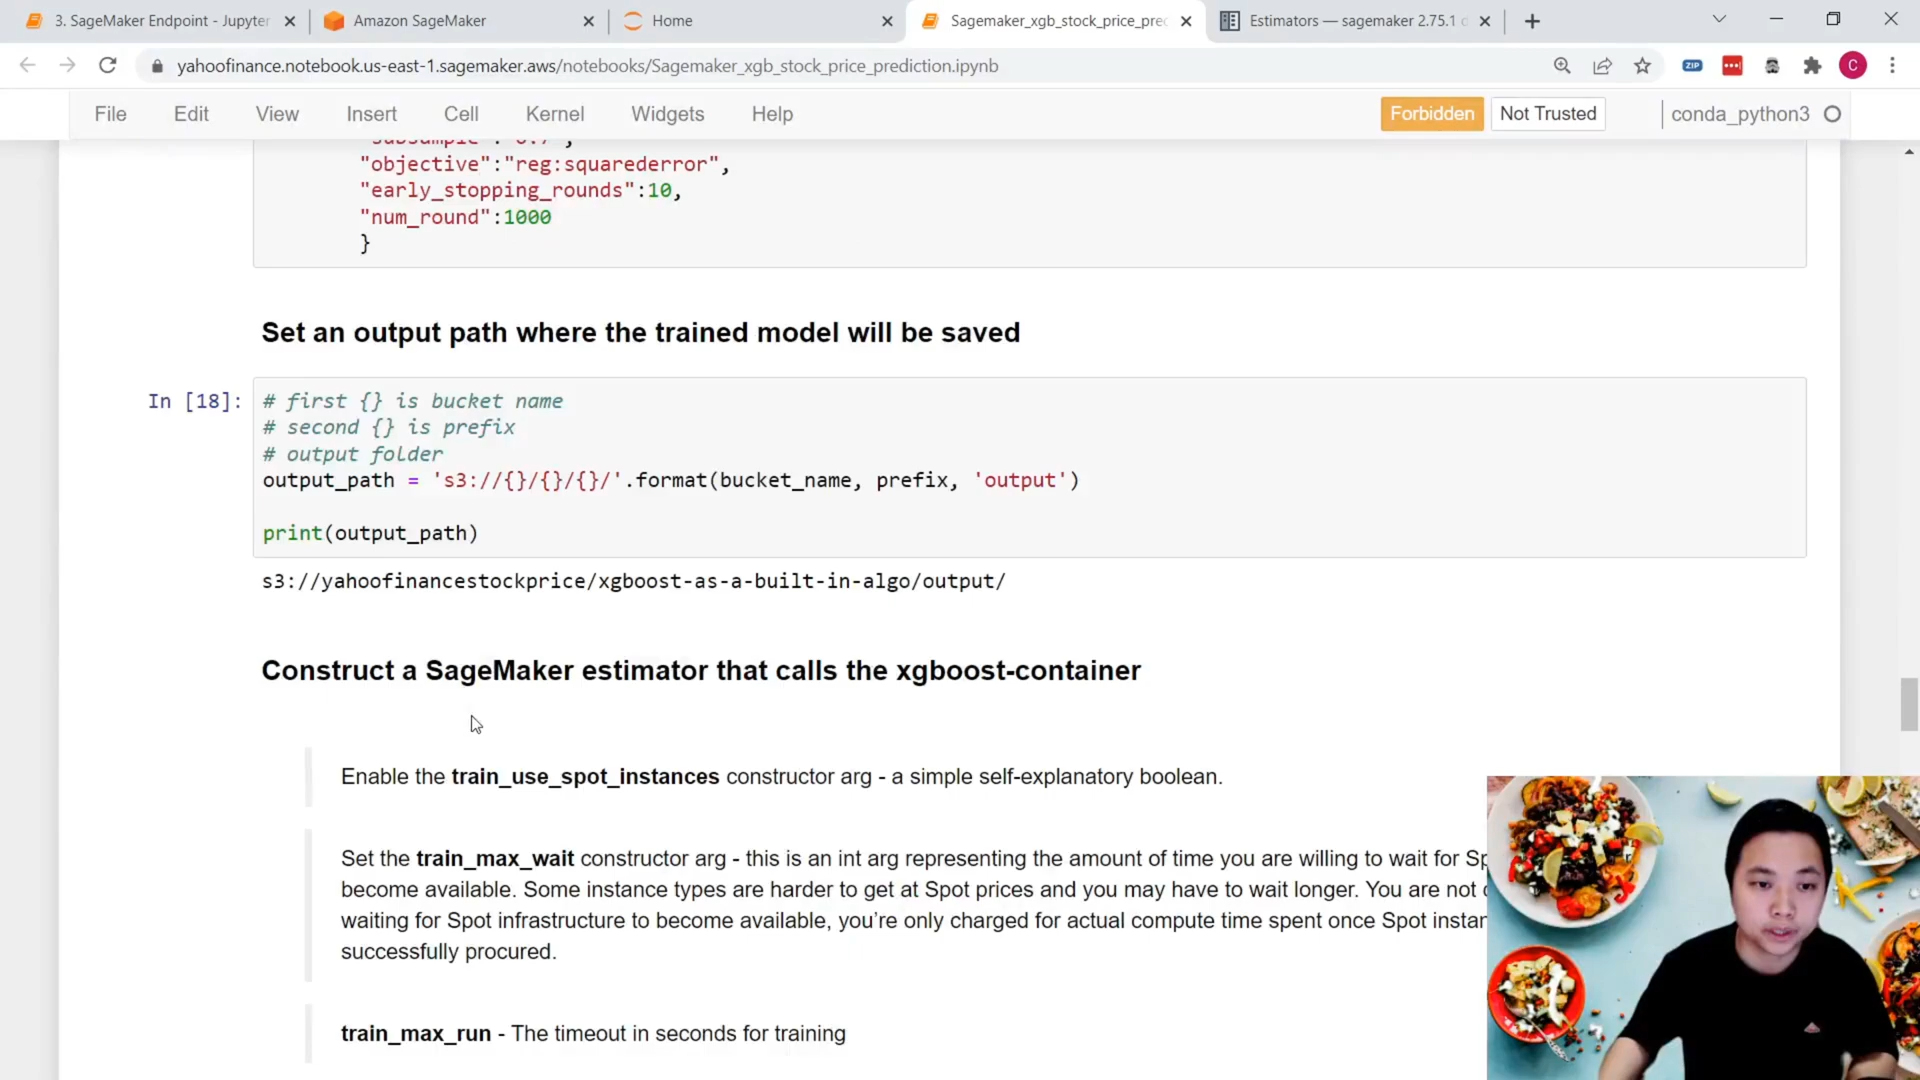 3. SageMaker Endpoint - Jupyter
Amazon SageMaker
Home
Sagemaker_xgb_stock_price_pred
Estimators — sagemaker 2.75.1
yahoofinance.notebook.us-east-1.sagemaker.aws/notebooks/Sagemaker_xgb_stock_price_prediction.ipynb
ZIP
C
File Edit View Insert Cell Kernel Widgets Help
Forbidden
Not Trusted
conda_python3
"objective":"reg:squarederror",
"early_stopping_rounds":10,
"num_round":1000
}
Set an output path where the trained model will be saved
In [18]:
# first {} is bucket name
# second {} is prefix
# output folder
output_path = 's3://{}/{}/{}/'.format(bucket_name, prefix, 'output')
print(output_path)
s3://yahoofinancestockprice/xgboost-as-a-built-in-algo/output/
Construct a SageMaker estimator that calls the xgboost-container
Enable the train_use_spot_instances constructor arg - a simple self-explanatory boolean.
Set the train_max_wait constructor arg - this is an int arg representing the amount of time you are willing to wait for Sp
become available. Some instance types are harder to get at Spot prices and you may have to wait longer. You are not
waiting for Spot infrastructure to become available, you're only charged for actual compute time spent once Spot instan
successfully procured.
train_max_run - The timeout in seconds for training